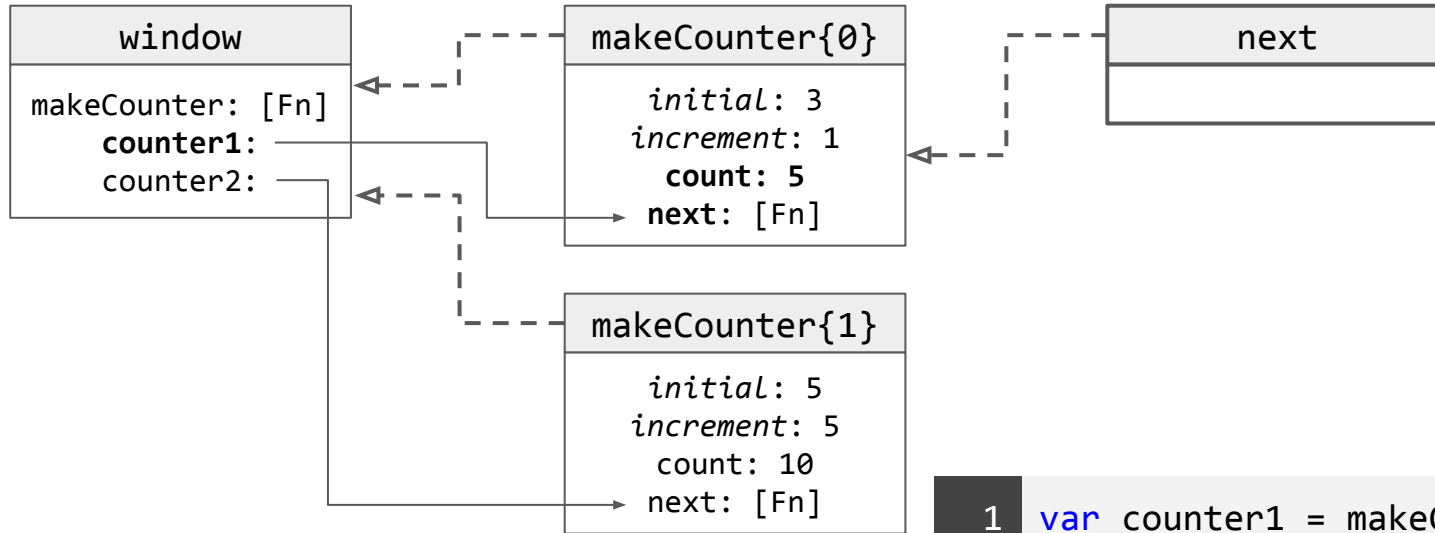 window
makeCounter: [Fn]
counter1:
counter2:
makeCounter{0}
initial: 3
increment: 1
count: 5
next: [Fn]
next
makeCounter{1}
initial: 5
increment: 5
count: 10
next: [Fn]
1 var counter1 =